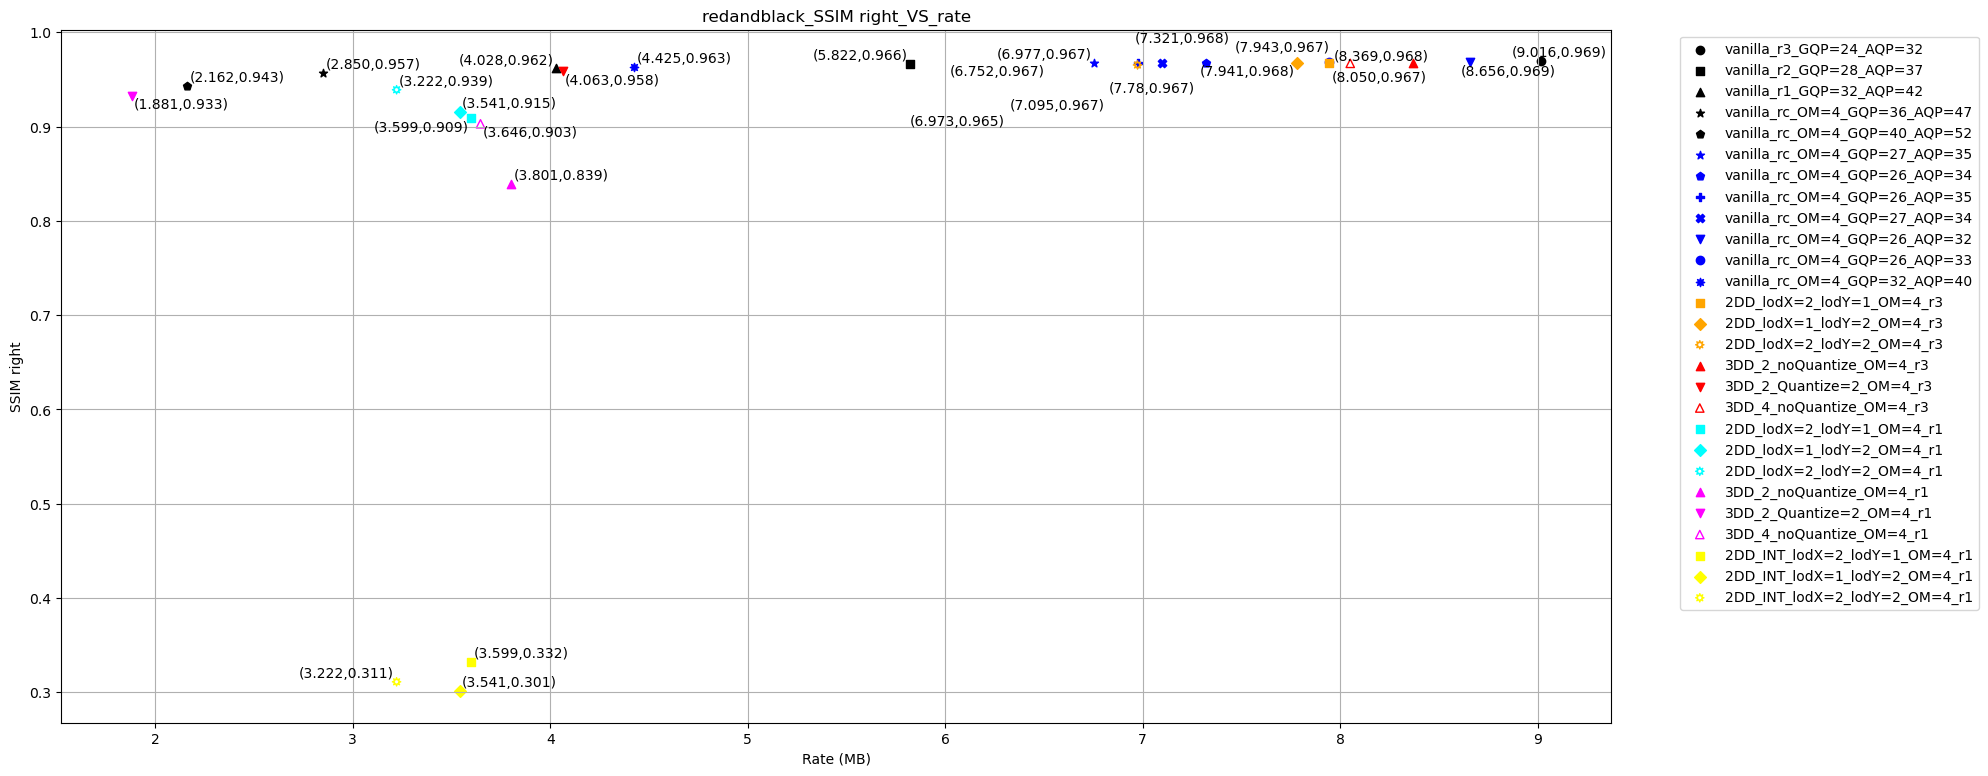 redandblack_SSIM right_VS_rate
SSIM right
1.0
0.9
0.8
0.7
0.6
0.5
0.4
0.3
(1.881,0.933)
(2.162,0.943)
(2.850,0.957)
(3.222,0.939)
(4.028,0.962)
(4.063,0.958)
(4.425,0.963)
(3.541,0.915)
(3.599,0.909)
(3.646,0.903)
(3.801,0.839)
(5.822,0.966)
(6.977,0.967)
(6.752,0.967)
(7.321,0.968)
(7.095,0.967)
(6.973,0.965)
(7.78,0.967)
(7.943,0.967)
(7.941,0.968)
(8.369,0.968)
(8.050,0.967)
(8.656,0.969)
(9.016,0.969)
(3.599,0.332)
(3.222,0.311)
(3.541,0.301)
2
3
4
5
6
7
8
9
Rate (MB)
vanilla_r3_GQP=24_AQP=32
vanilla_r2_GQP=28_AQP=37
vanilla_r1_GQP=32_AQP=42
vanilla_rc_OM=4_GQP=36_AQP=47
vanilla_rc_OM=4_GQP=40_AQP=52
vanilla_rc_OM=4_GQP=27_AQP=35
vanilla_rc_OM=4_GQP=26_AQP=34
vanilla_rc_OM=4_GQP=26_AQP=35
vanilla_rc_OM=4_GQP=27_AQP=34
vanilla_rc_OM=4_GQP=26_AQP=32
vanilla_rc_OM=4_GQP=26_AQP=33
vanilla_rc_OM=4_GQP=32_AQP=40
2DD_lodX=2_lodY=1_OM=4_r3
2DD_lodX=1_lodY=2_OM=4_r3
2DD_lodX=2_lodY=2_OM=4_r3
3DD_2_noQuantize_OM=4_r3
3DD_2_Quantize=2_OM=4_r3
3DD_4_noQuantize_OM=4_r3
2DD_lodX=2_lodY=1_OM=4_r1
2DD_lodX=1_lodY=2_OM=4_r1
2DD_lodX=2_lodY=2_OM=4_r1
3DD_2_noQuantize_OM=4_r1
3DD_2_Quantize=2_OM=4_r1
3DD_4_noQuantize_OM=4_r1
2DD_INT_lodX=2_lodY=1_OM=4_r1
2DD_INT_lodX=1_lodY=2_OM=4_r1
2DD_INT_lodX=2_lodY=2_OM=4_r1